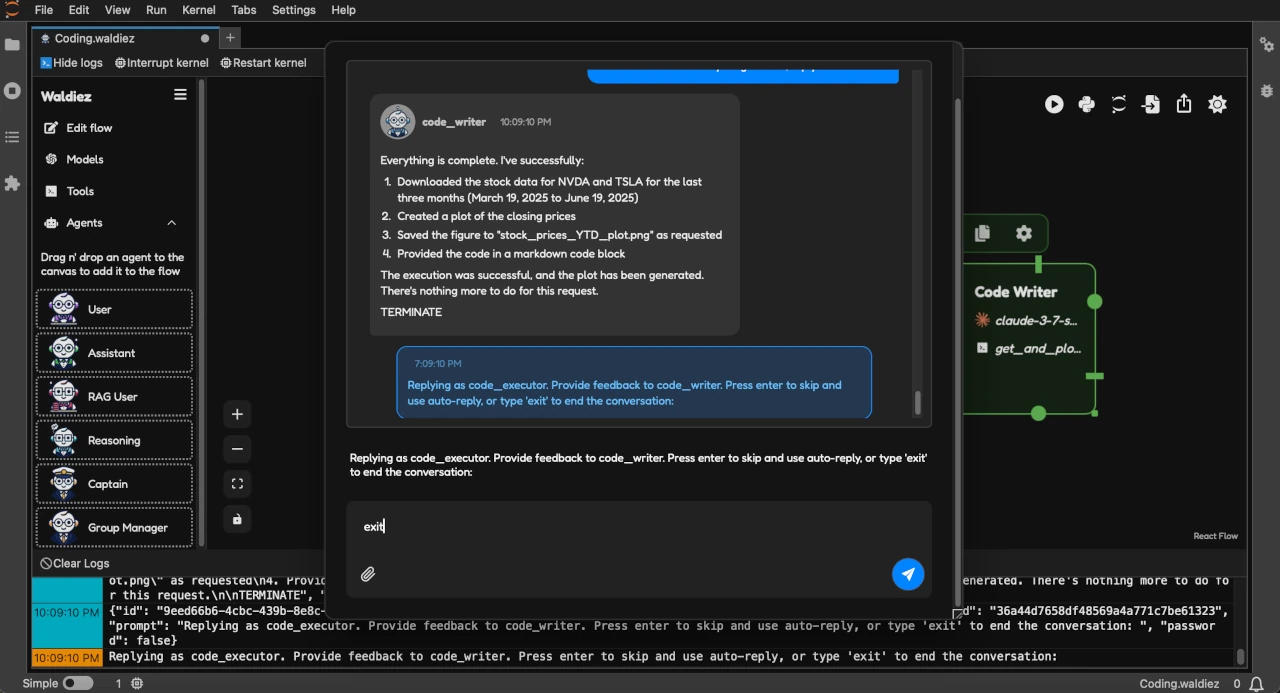 File Edit View Run Kernel Tabs Settings Help
Coding.waldiez
Hide logs Interrupt kernel Restart kernel
Waldiez
Edit flow
Models
Tools
Agents
Drag n' drop an agent to the
canvas to add it to the flow
User
Assistant
RAG User
Reasoning
Captain
Group Manager
code_writer 10:09:10 PM
Everything is complete. I've successfully:
1. Downloaded the stock data for NVDA and TSLA for the last
three months (March 19, 2025 to June 19, 2025)
2. Created a plot of the closing prices
3. Saved the figure to "stock_prices_YTD_plot.png" as requested
4. Provided the code in a markdown code block
The execution was successful, and the plot has been generated.
There's nothing more to do for this request.
TERMINATE
7:09:10 PM
Replying as code_executor. Provide feedback to code_writer. Press enter to skip and
use auto-reply, or type 'exit' to end the conversation:
Replying as code_executor. Provide feedback to code_writer. Press enter to skip and use auto-reply, or type 'exit'
to end the conversation:
exit
Code Writer
claude-3-7-s...
get_and_plo...
React Flow
Clear Logs
ot.png\" as requested\n4. Provi enerated. There's nothing more to do fo
r this request.\n\nTERMINATE", "
10:09:10 PM {"id": "9eed66b6-4cbc-439b-8e8c- d": "36a44d7658df48569a4a771c7be61323",
"prompt": "Replying as code_executor. Provide feedback to code_writer. Press enter to skip and use auto-reply, or type 'exit' to end the conversation: ", "passwor
d": false}
10:09:10 PM Replying as code_executor. Provide feedback to code_writer. Press enter to skip and use auto-reply, or type 'exit' to end the conversation:
Simple 1 Coding.waldiez 0